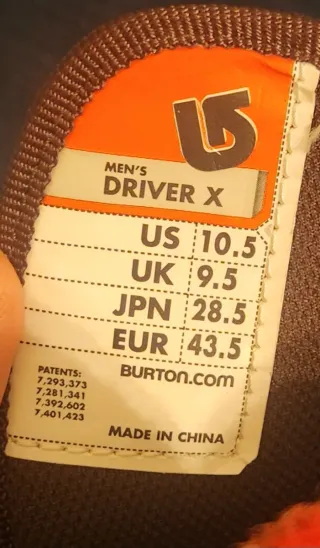 MEN'S
DRIVER X
US 10.5
UK 9.5
JPN 28.5
EUR 43.5
BURTON.COM
PATENTS:
7,293,373
7,281,341
7,392,602
7,401,423
MADE IN CHINA